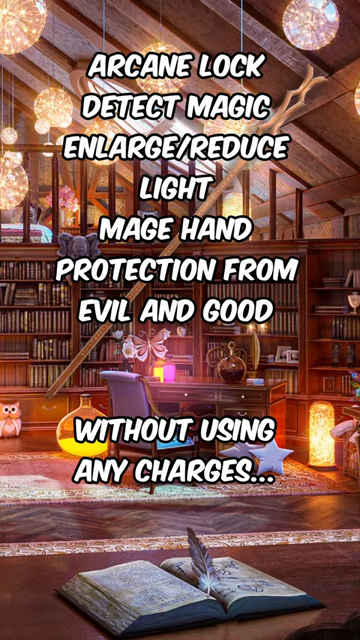 ARCANE LOCK
DETECT MAGIC
ENLARGE/REDUCE
LIGHT
MAGE HAND
PROTECTION FROM
EVIL AND GOOD
WITHOUT USING
ANY CHARGES...